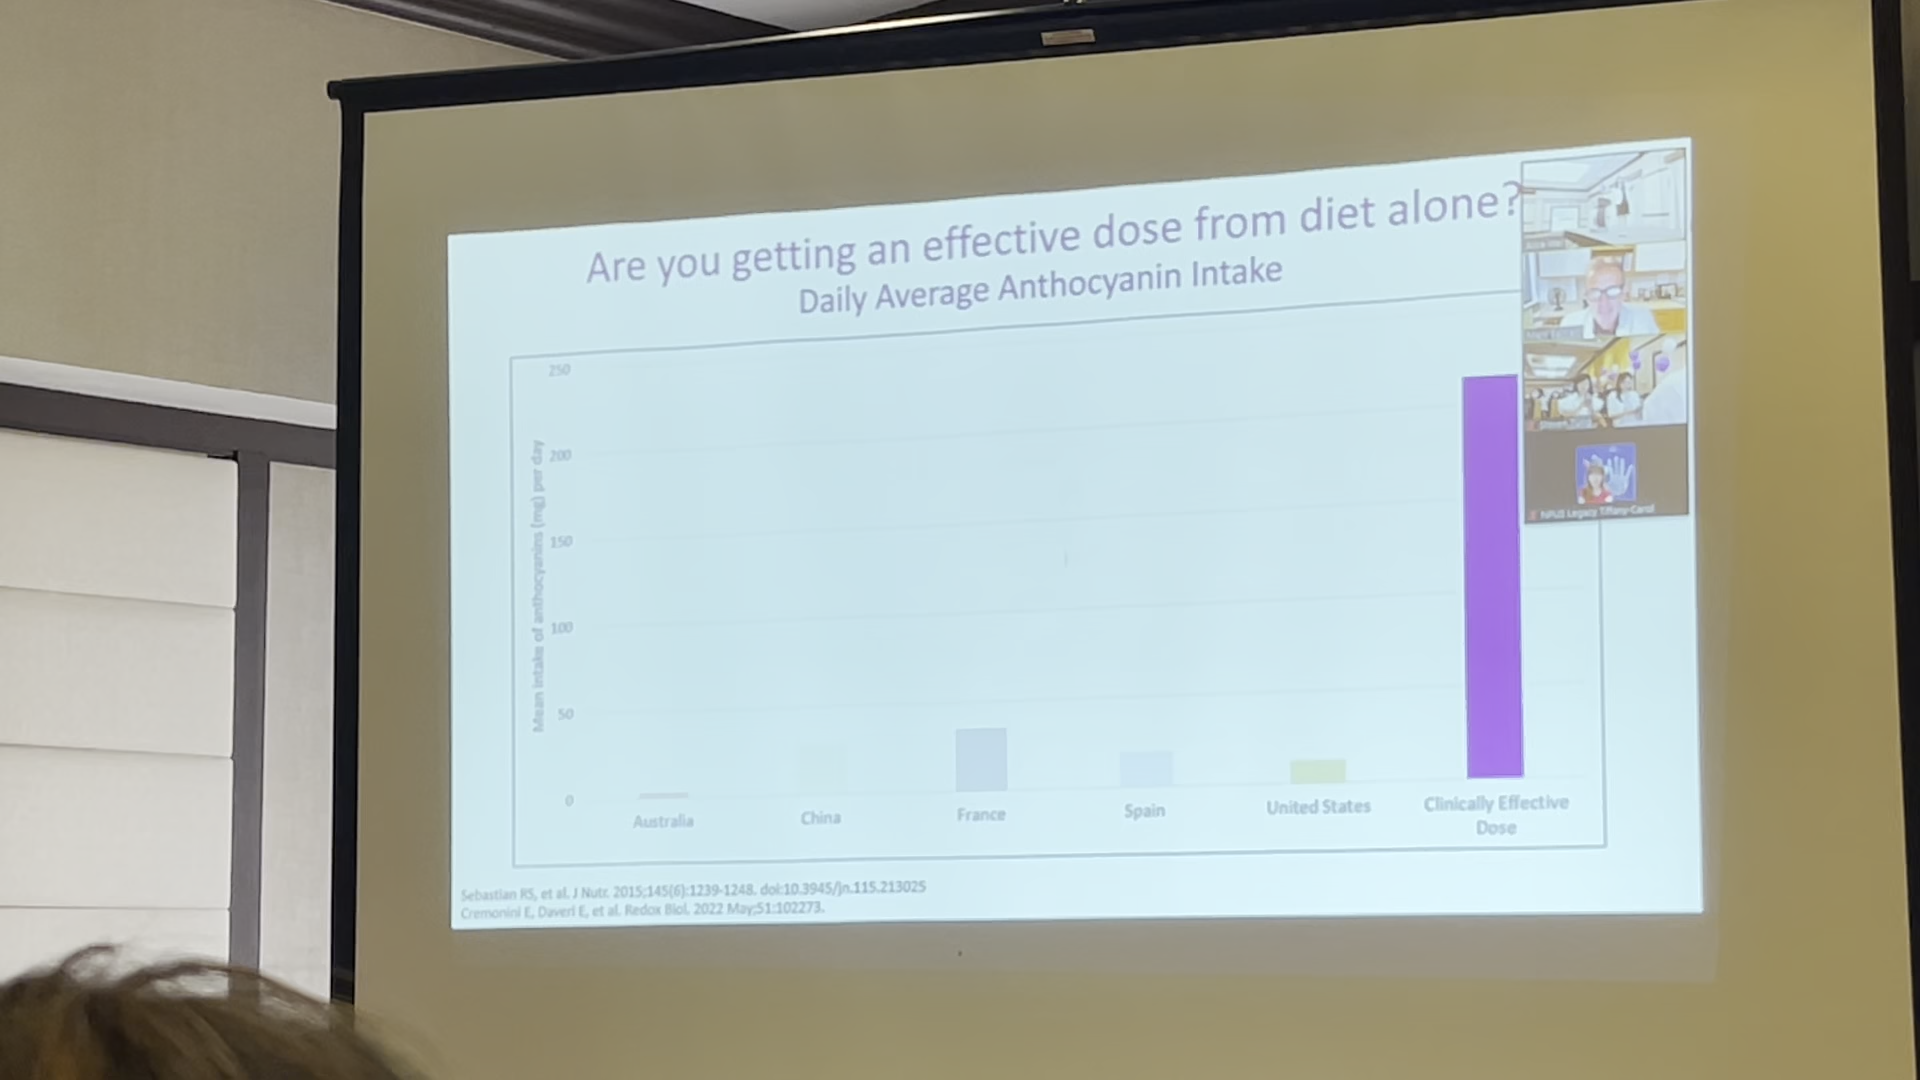 Are you getting an effective dose from diet alone?
Daily Average Anthocyanin Intake
Mean intake of anthocyanins (mg) per day
250
200
150
100
50
0
Australia
China
France
Spain
United States
Clinically Effective
Dose
Legacy Tiffany-Carol
Sebastian RS, et al. J Nutr. 2015;145(6):1239-1248. doi:10.3945/jn.115.213025
Cremonini E, Daveri E, et al. Redox Biol. 2022 May;51:102273.